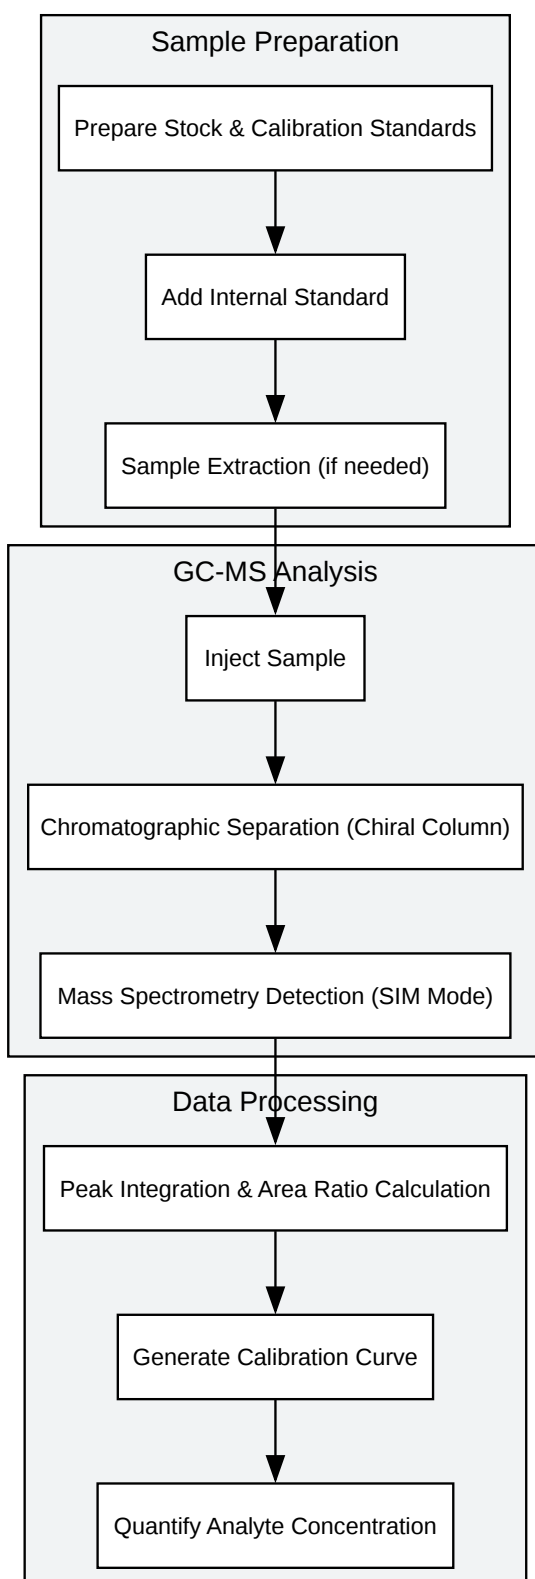 Sample Preparation
Prepare Stock & Calibration Standards
Add Internal Standard
Sample Extraction (if needed)
GC-MS Analysis
Inject Sample
Chromatographic Separation (Chiral Column)
Mass Spectrometry Detection (SIM Mode)
Data Processing
Peak Integration & Area Ratio Calculation
Generate Calibration Curve
Quantify Analyte Concentration